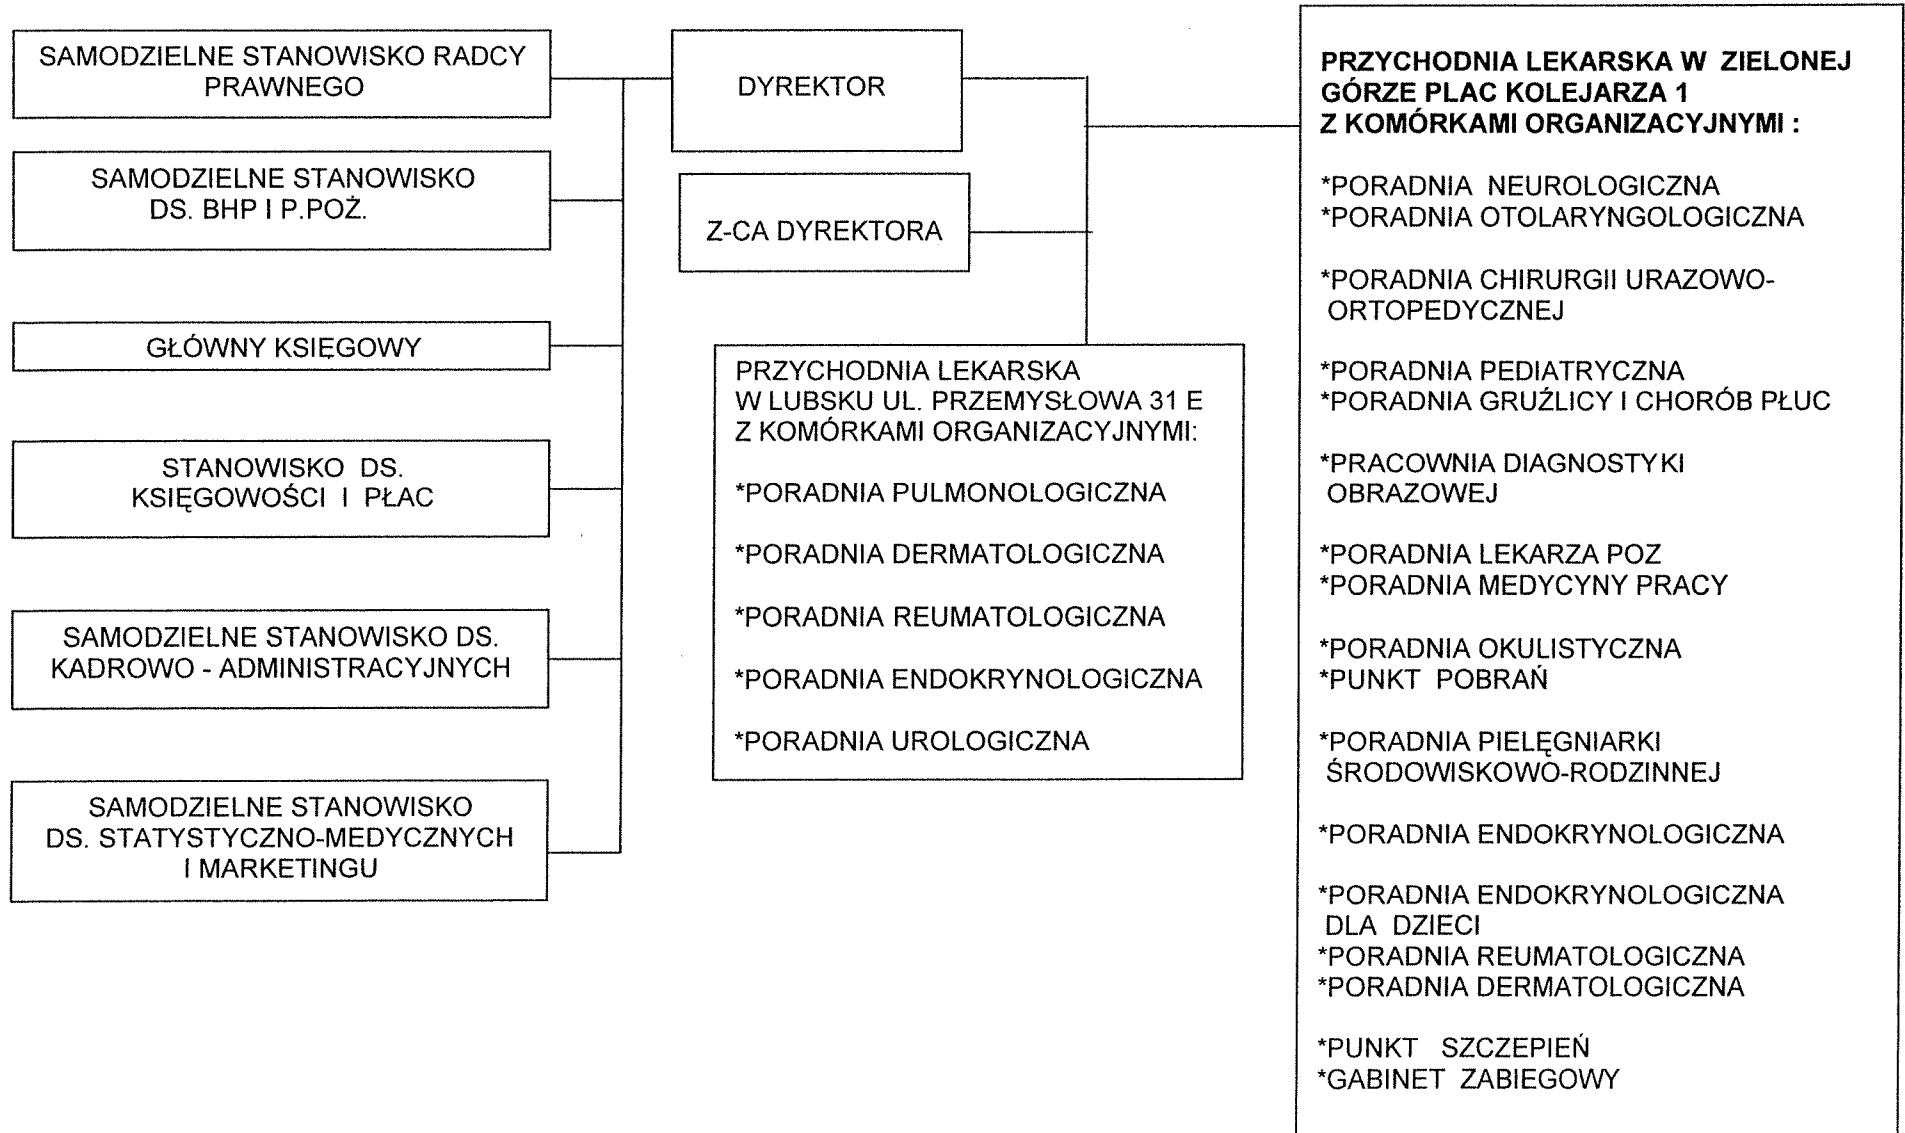 SAMODZIELNE STANOWISKO RADCY
PRAWNEGO
SAMODZIELNE STANOWISKO
DS. BHP I P.POŻ.
GŁÓWNY KSIĘGOWY
STANOWISKO DS.
KSIĘGOWOŚCI I PŁAC
SAMODZIELNE STANOWISKO DS.
KADROWO - ADMINISTRACYJNYCH
SAMODZIELNE STANOWISKO
DS. STATYSTYCZNO-MEDYCZNYCH
I MARKETINGU
DYREKTOR
Z-CA DYREKTORA
PRZYCHODNIA LEKARSKA
W LUBSKU UL. PRZEMYSŁOWA 31 E
Z KOMÓRKAMI ORGANIZACYJNYMI:
*PORADNIA PULMONOLOGICZNA
*PORADNIA DERMATOLOGICZNA
*PORADNIA REUMATOLOGICZNA
*PORADNIA ENDOKRYNOLOGICZNA
*PORADNIA UROLOGICZNA
PRZYCHODNIA LEKARSKA W ZIELONEJ
GÓRZE PLAC KOLEJARZA 1
Z KOMÓRKAMI ORGANIZACYJNYMI :
*PORADNIA NEUROLOGICZNA
*PORADNIA OTOLARYNGOLOGICZNA
*PORADNIA CHIRURGII URAZOWO-
ORTOPEDYCZNEJ
*PORADNIA PEDIATRYCZNA
*PORADNIA GRUŹLICY I CHORÓB PŁUC
*PRACOWNIA DIAGNOSTYKI
OBRAZOWEJ
*PORADNIA LEKARZA POZ
*PORADNIA MEDYCYNY PRACY
*PORADNIA OKULISTYCZNA
*PUNKT POBRAŃ
*PORADNIA PIELĘGNIARKI
ŚRODOWISKOWO-RODZINNEJ
*PORADNIA ENDOKRYNOLOGICZNA
*PORADNIA ENDOKRYNOLOGICZNA
DLA DZIECI
*PORADNIA REUMATOLOGICZNA
*PORADNIA DERMATOLOGICZNA
*PUNKT SZCZEPIEŃ
*GABINET ZABIEGOWY